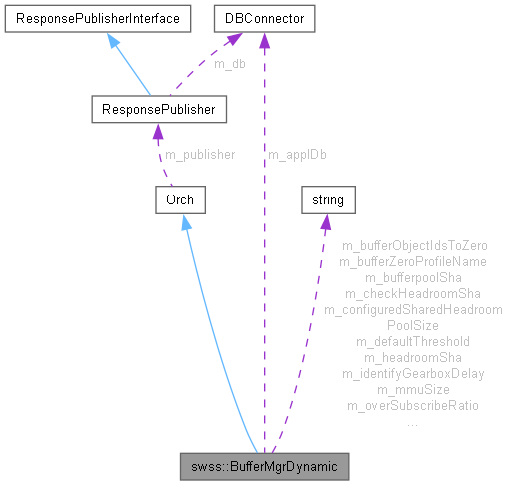 ResponsePublisherInterface
DBConnector
m_db
ResponsePublisher
m_publisher
m_applDb
Orch
string
m_bufferObjectIdsToZero
m_bufferZeroProfileName
m_bufferpoolSha
m_checkHeadroomSha
m_configuredSharedHeadroom
PoolSize
m_defaultThreshold
m_headroomSha
m_identifyGearboxDelay
m_mmuSize
m_overSubscribeRatio
...
swss::BufferMgrDynamic